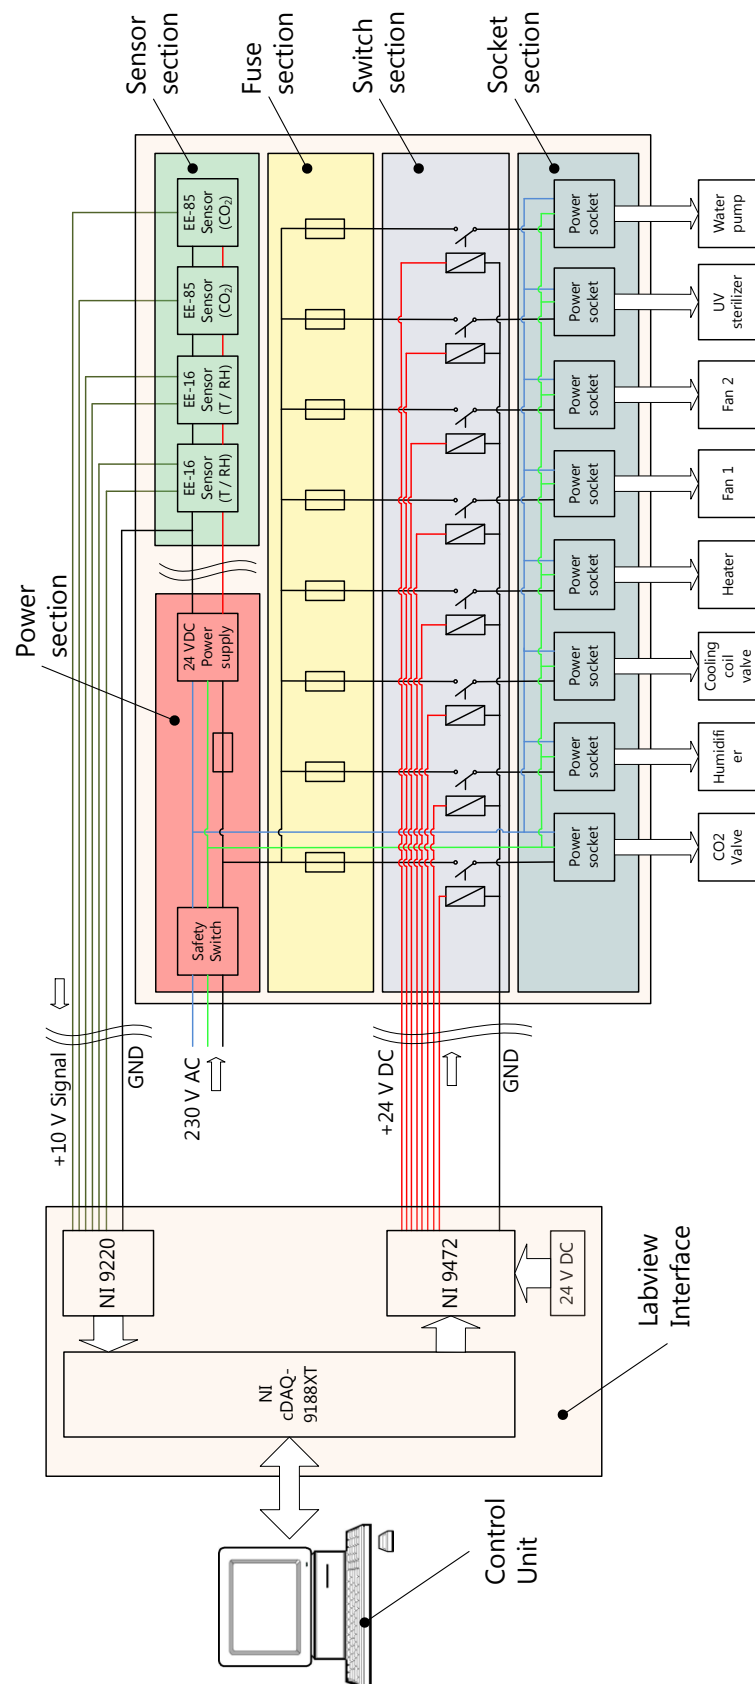 Control
Unit
Labview
Interface
NI
cDAQ-
9188XT
NI 9220
NI 9472
24 V DC
+10 V Signal
GND
230 V AC
+24 V DC
GND
Power
section
Safety
Switch
24 VDC
Power
supply
Sensor
section
EE-16
Sensor
(T / RH)
EE-16
Sensor
(T / RH)
EE-85
Sensor
(CO₂)
EE-85
Sensor
(CO₂)
Fuse
section
Switch
section
Socket
section
Power
socket
Power
socket
Power
socket
Power
socket
Power
socket
Power
socket
Power
socket
Power
socket
CO2
Valve
Humidifi
er
Cooling
coil
valve
Heater
Fan 1
Fan 2
UV
sterilizer
Water
pump